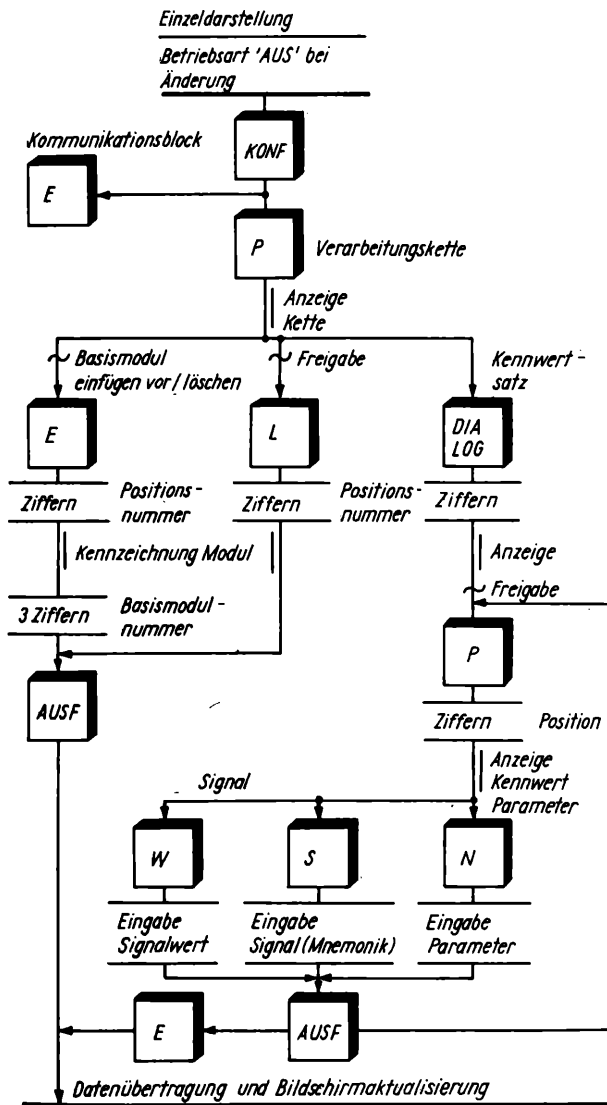 Einzeldarstellung
Betriebsart 'AUS' bei
Änderung
KONF
Kommunikationsblock
E
P
Verarbeitungskette
Anzeige
Kette
Basismodul
einfügen vor/löschen
Freigabe
Kennwert-
satz
E
L
DIA
LOG
Ziffern
Positions-
nummer
Ziffern
Positions-
nummer
Ziffern
Kennzeichnung Modul
Anzeige
Freigabe
3 Ziffern
Basismodul-
nummer
P
AUSF
Ziffern
Position
Anzeige
Kennwert
Parameter
Signal
W
S
N
Eingabe
Signalwert
Eingabe
Signal (Mnemonik)
Eingabe
Parameter
E
AUSF
Datenübertragung und Bildschirmaktualisierung